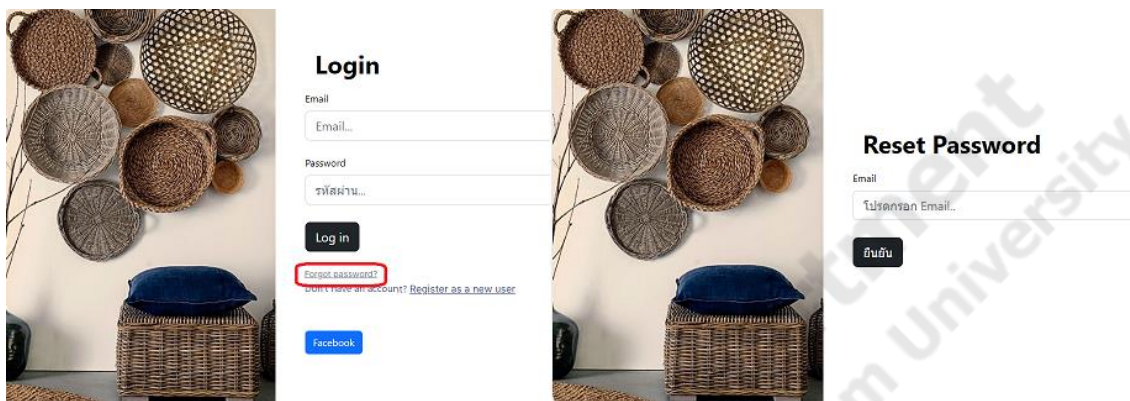 Login
Email
Email...
Password
รหัสผ่าน...
Log in
Forgot password?
Don't have an account? Register as a new user
Facebook
Reset Password
Email
โปรดกรอก Email..
ยืนยัน
University